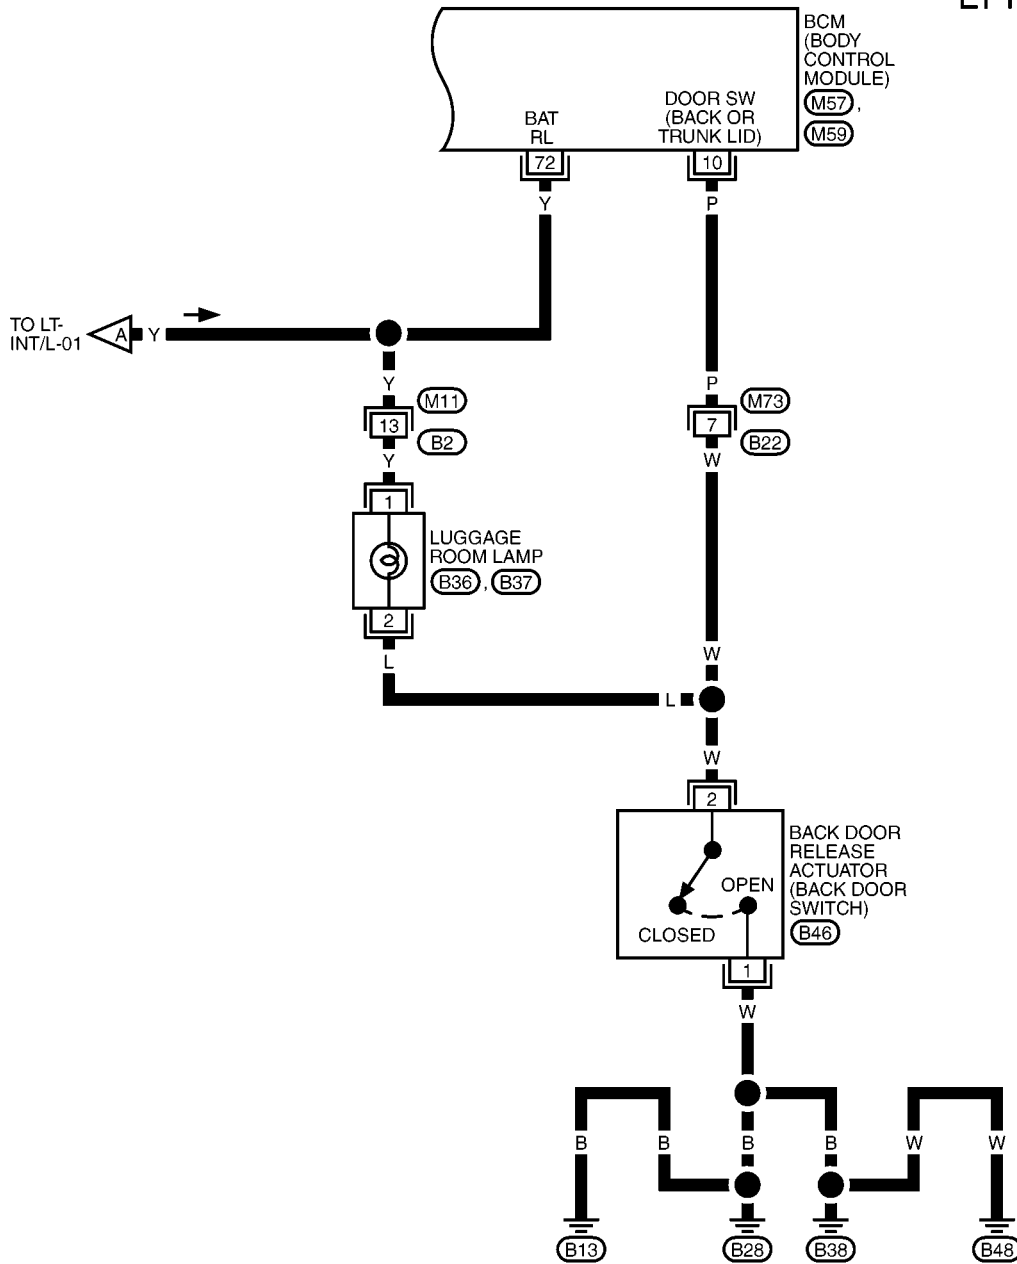 BCM
(BODY
CONTROL
MODULE)
M57 ,
M59
BAT
RL
DOOR SW
(BACK OR
TRUNK LID)
72
10
Y
P
TO LT-
INT/L-01
A
Y
Y
P
M11
13
B2
M73
7
B22
Y
W
1
LUGGAGE
ROOM LAMP
B36 , B37
2
L
W
L
W
2
BACK DOOR
RELEASE
ACTUATOR
(BACK DOOR
SWITCH)
B46
OPEN
CLOSED
1
W
B
B
B
B
W
W
B13
B28
B38
B48